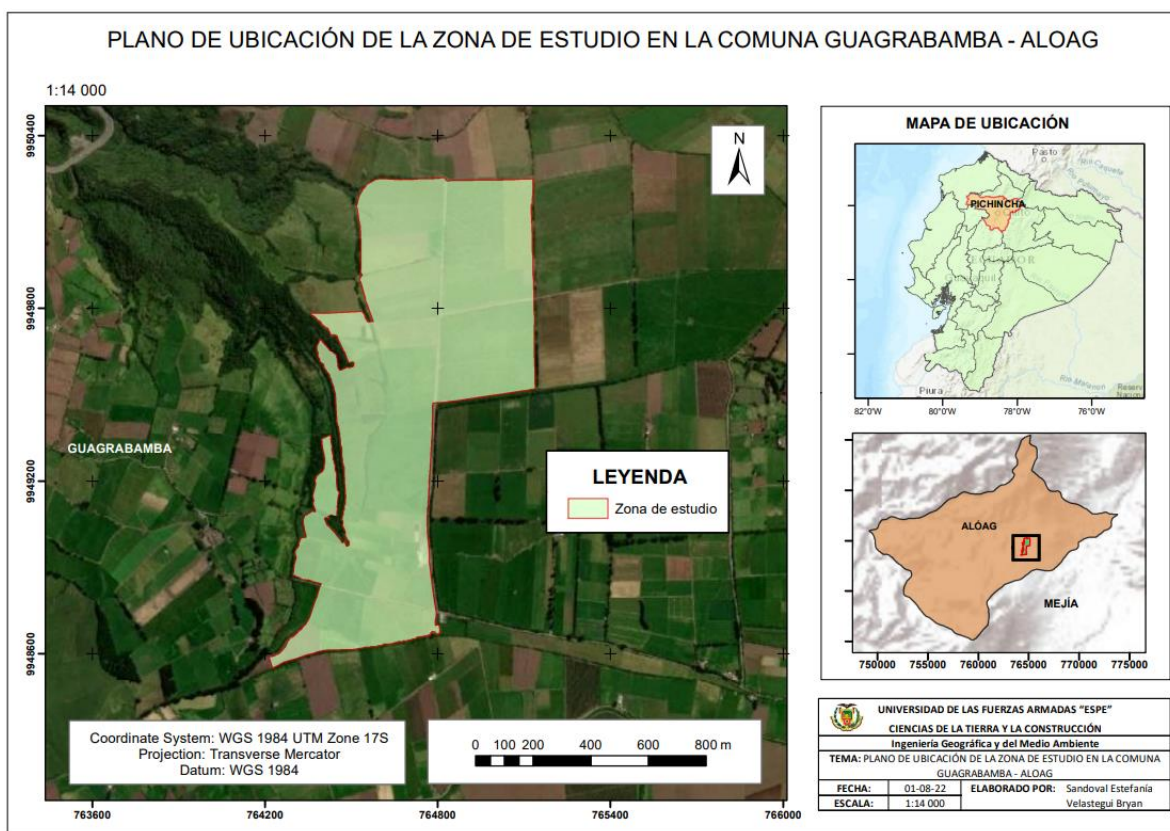 PLANO DE UBICACIÓN DE LA ZONA DE ESTUDIO EN LA COMUNA GUAGRABAMBA - ALOAG
1:14 000
9950400
9949800
9949200
9948600
763600
764200
764800
765400
766000
N
GUAGRABAMBA
LEYENDA
Zona de estudio
Coordinate System: WGS 1984 UTM Zone 17S
Projection: Transverse Mercator
Datum: WGS 1984
0 100 200 400 600 800 m
MAPA DE UBICACIÓN
Pasto
PICHINCHA
ECUADOR
Piura
82°0'W 80°0'W 78°0'W 76°0'W
ALÓAG
MEJÍA
750000 755000 760000 765000 770000 775000
UNIVERSIDAD DE LAS FUERZAS ARMADAS "ESPE"
CIENCIAS DE LA TIERRA Y LA CONSTRUCCIÓN
Ingeniería Geográfica y del Medio Ambiente
TEMA: PLANO DE UBICACIÓN DE LA ZONA DE ESTUDIO EN LA COMUNA
GUAGRABAMBA - ALOAG
FECHA: 01-08-22 ELABORADO POR: Sandoval Estefanía
ESCALA: 1:14 000 Velastegui Bryan